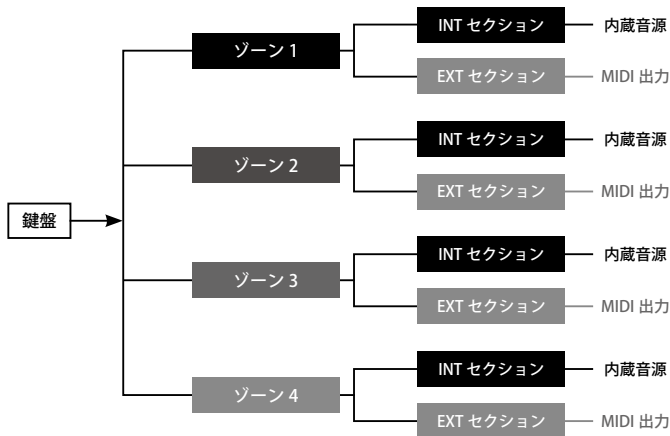 INT セクション
内蔵音源
ゾーン 1
EXT セクション
MIDI 出力
INT セクション
内蔵音源
ゾーン 2
EXT セクション
MIDI 出力
鍵盤
INT セクション
内蔵音源
ゾーン 3
EXT セクション
MIDI 出力
INT セクション
内蔵音源
ゾーン 4
EXT セクション
MIDI 出力